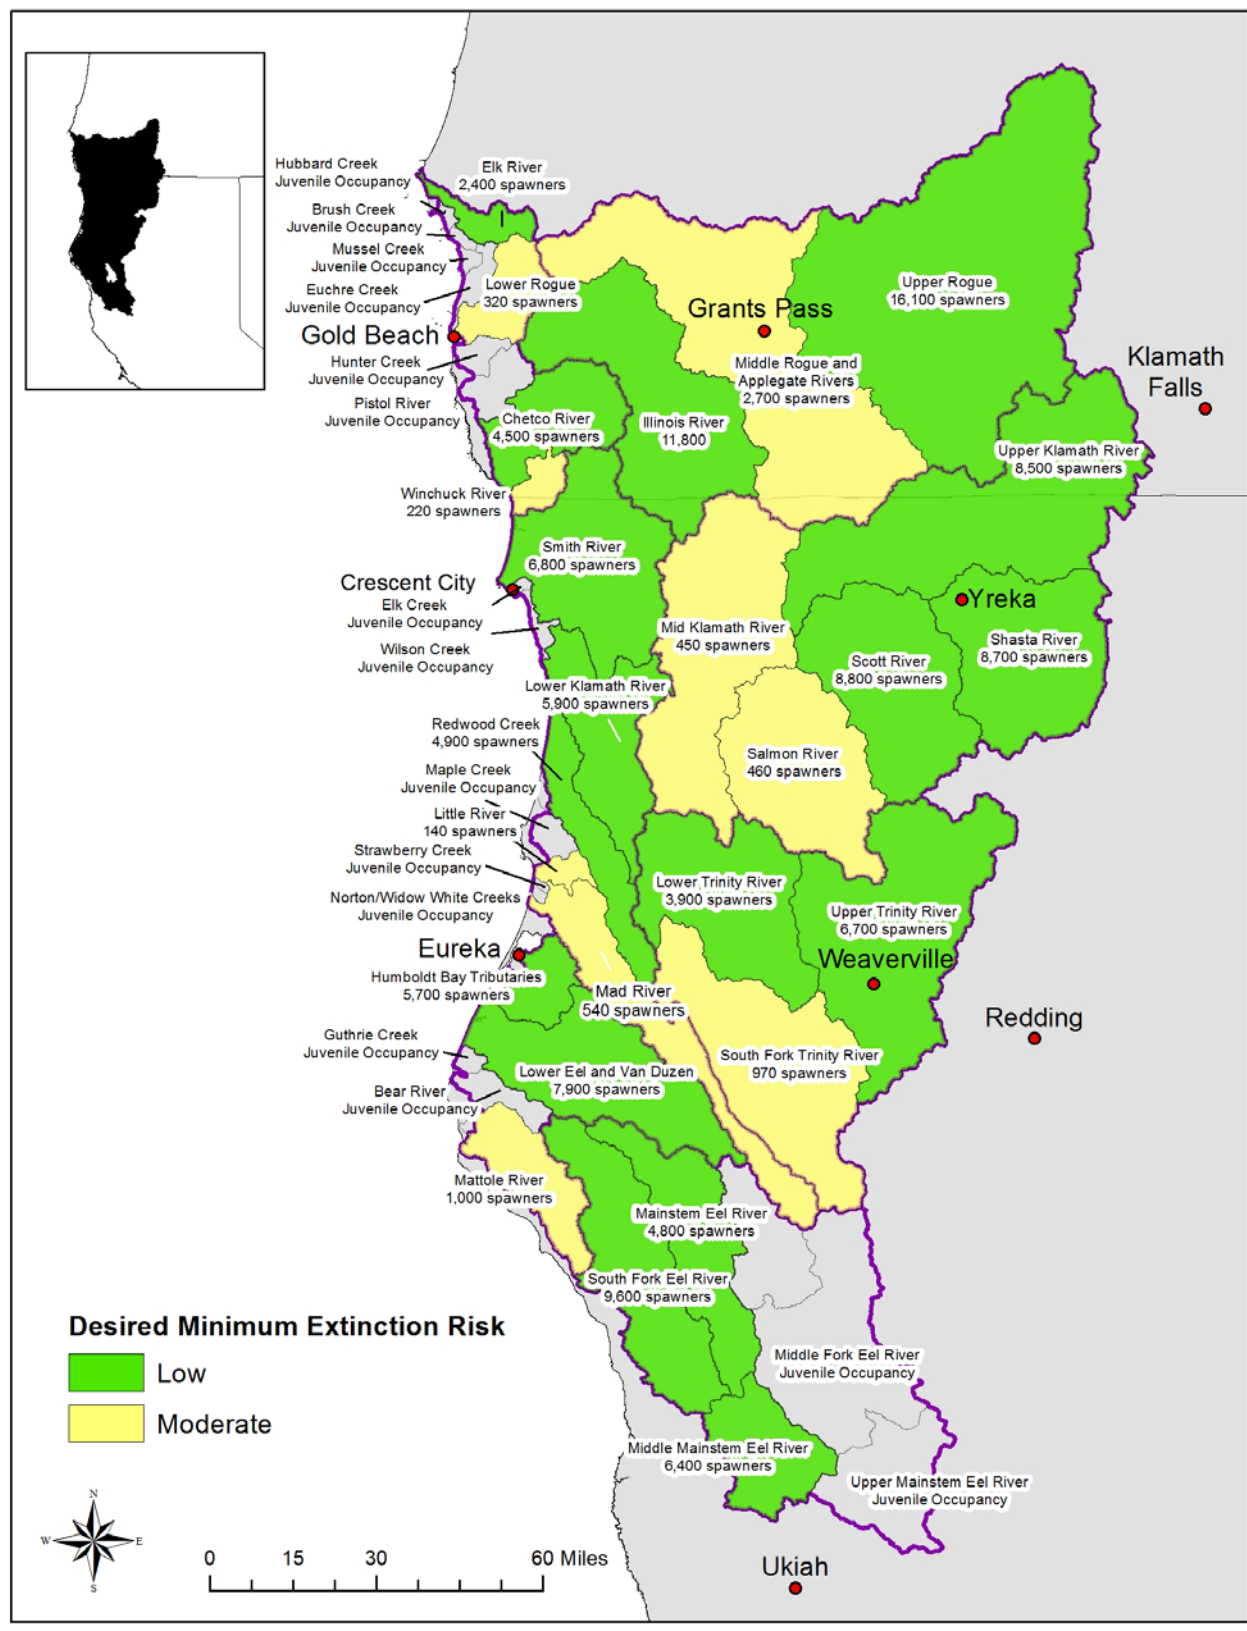 Hubbard Creek
Juvenile Occupancy
Elk River
2,400 spawners
Brush Creek
Juvenile Occupancy
Mussel Creek
Juvenile Occupancy
Euchre Creek
Juvenile Occupancy
Lower Rogue
320 spawners
Upper Rogue
16,100 spawners
Grants Pass
Gold Beach
Hunter Creek
Juvenile Occupancy
Middle Rogue and
Applegate Rivers
2,700 spawners
Klamath
Falls
Pistol River
Juvenile Occupancy
Chetco River
4,500 spawners
Illinois River
11,800
Upper Klamath River
8,500 spawners
Winchuck River
220 spawners
Smith River
6,800 spawners
Crescent City
Elk Creek
Juvenile Occupancy
Yreka
Wilson Creek
Juvenile Occupancy
Mid Klamath River
450 spawners
Shasta River
8,700 spawners
Scott River
8,800 spawners
Lower Klamath River
5,900 spawners
Redwood Creek
4,900 spawners
Salmon River
460 spawners
Maple Creek
Juvenile Occupancy
Little River
140 spawners
Strawberry Creek
Juvenile Occupancy
Norton/Widow White Creeks
Juvenile Occupancy
Lower Trinity River
3,900 spawners
Upper Trinity River
6,700 spawners
Eureka
Weaverville
Humboldt Bay Tributaries
5,700 spawners
Mad River
540 spawners
Redding
Guthrie Creek
Juvenile Occupancy
South Fork Trinity River
970 spawners
Lower Eel and Van Duzen
7,900 spawners
Bear River
Juvenile Occupancy
Mattole River
1,000 spawners
Mainstem Eel River
4,800 spawners
South Fork Eel River
9,600 spawners
Middle Fork Eel River
Juvenile Occupancy
Middle Mainstem Eel River
6,400 spawners
Upper Mainstem Eel River
Juvenile Occupancy
Ukiah
Desired Minimum Extinction Risk
Low
Moderate
N
W E
S
0 15 30 60 Miles